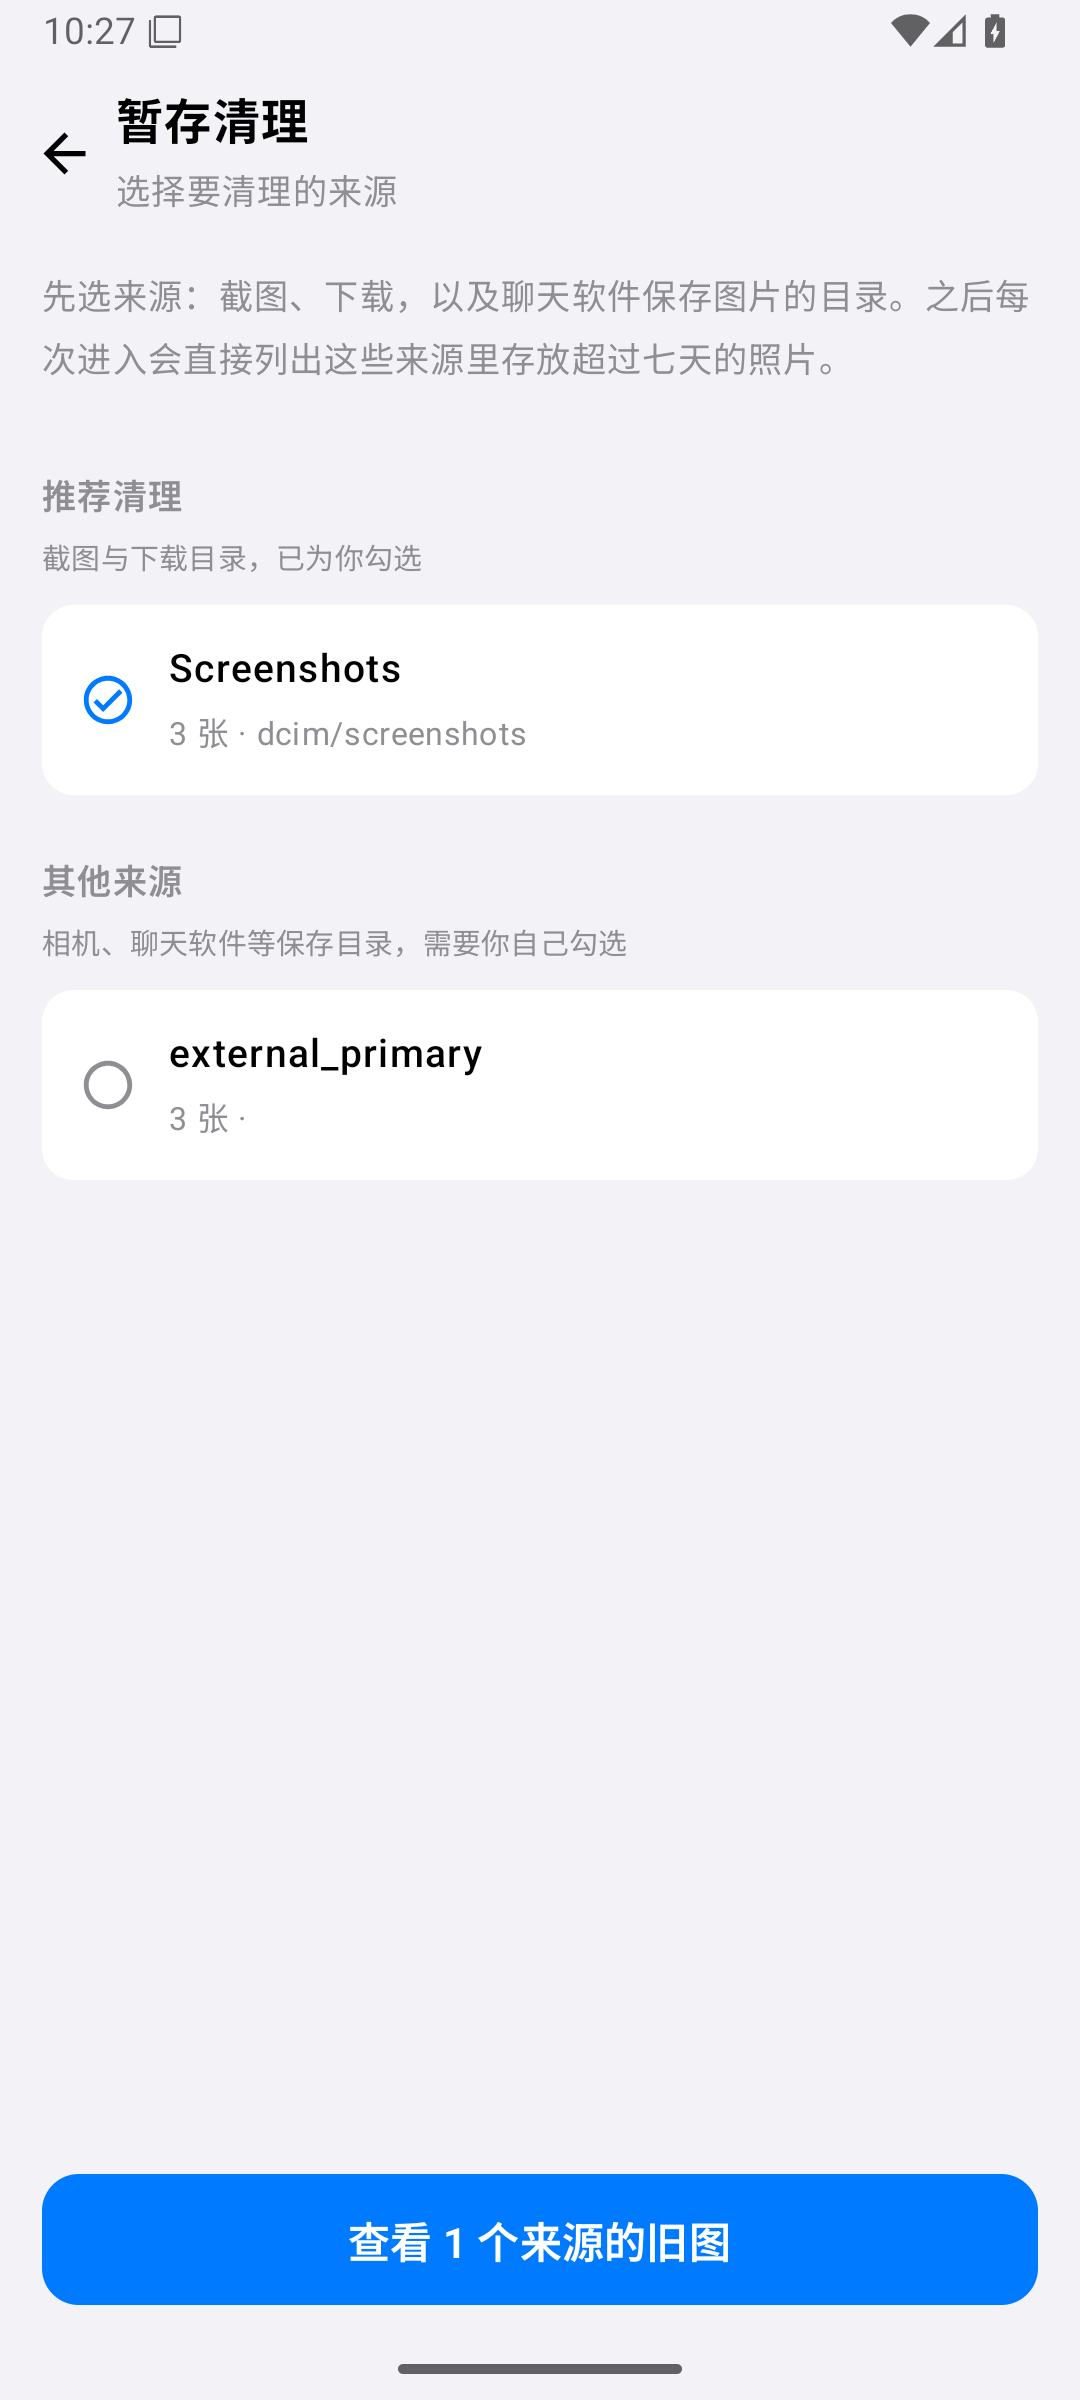 10:27
暂存清理
选择要清理的来源
先选来源：截图、下载，以及聊天软件保存图片的目录。之后每
次进入会直接列出这些来源里存放超过七天的照片。
推荐清理
截图与下载目录，已为你勾选
Screenshots
3 张 · dcim/screenshots
其他来源
相机、聊天软件等保存目录，需要你自己勾选
external_primary
3 张 ·
查看 1 个来源的旧图